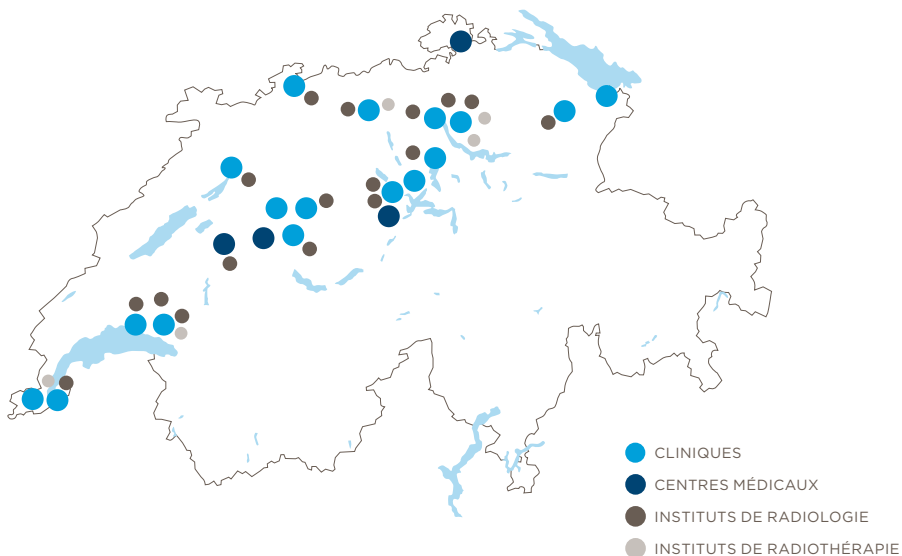 CLINIQUES
CENTRES MÉDICAUX
INSTITUTS DE RADIOLOGIE
INSTITUTS DE RADIOTHÉRAPIE